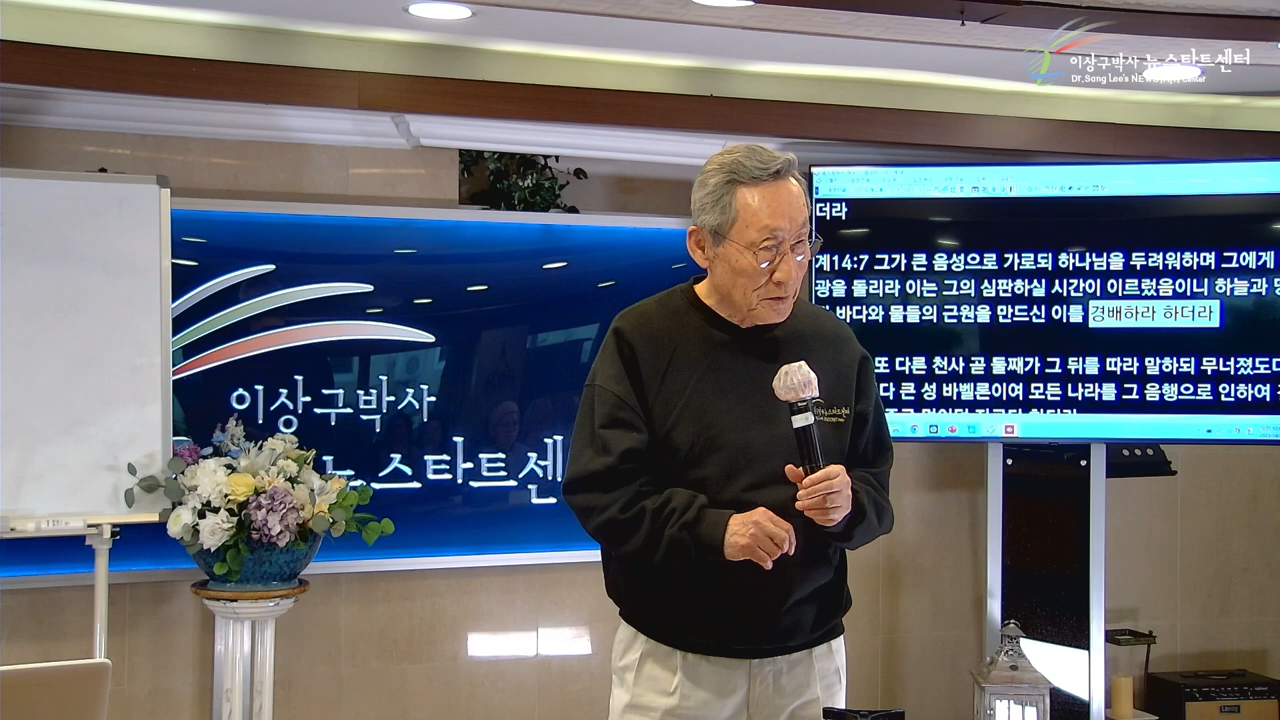 이상구박사 뉴스타트센터
Dr.Sang Lee's NEWSTART Center
더라
계14:7 그가 큰 음성으로 가로되 하나님을 두려워하며 그에게
광을 돌리라 이는 그의 심판하실 시간이 이르렀음이니 하늘과
바다와 물들의 근원을 만드신 이를 경배하라 하더라
또 다른 천사 곧 둘째가 그 뒤를 따라 말하되 무너졌도다
다 큰 성 바벨론이여 모든 나라를 그 음행으로 인하여
이상구박사
뉴스타트센